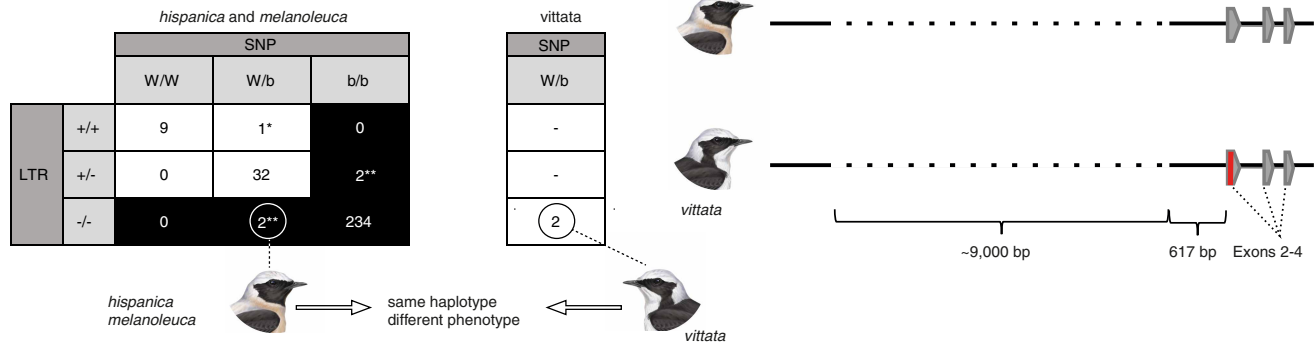 hispanica and melanoleuca
SNP
W/W W/b b/b
LTR
+/+ 9 1* 0
+/- 0 32 2**
-/- 0 2** 234
hispanica
melanoleuca
same haplotype
different phenotype
vittata
SNP
W/b
-
-
2
vittata
vittata
~9,000 bp
617 bp
Exons 2-4